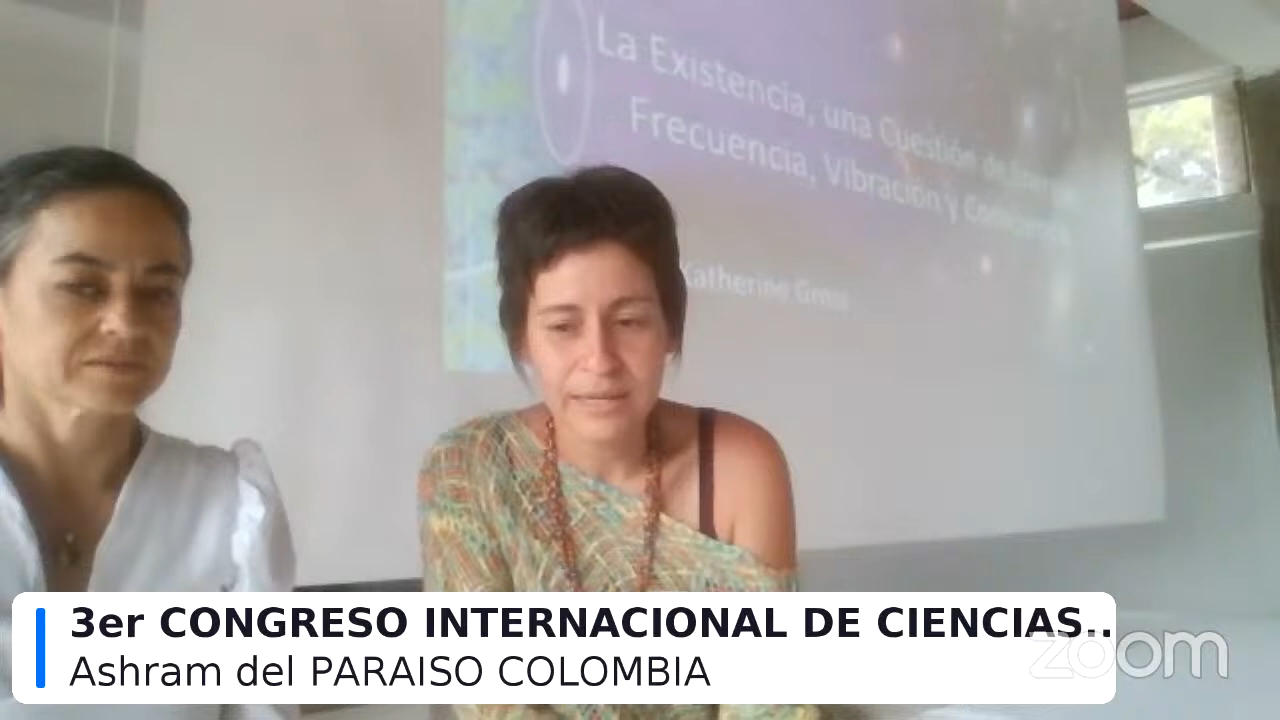 La Existencia, una Cuestión de
Frecuencia, Vibración y
Katherine
3er CONGRESO INTERNACIONAL DE CIENCIAS..
Ashram del PARAISO COLOMBIA
zoom